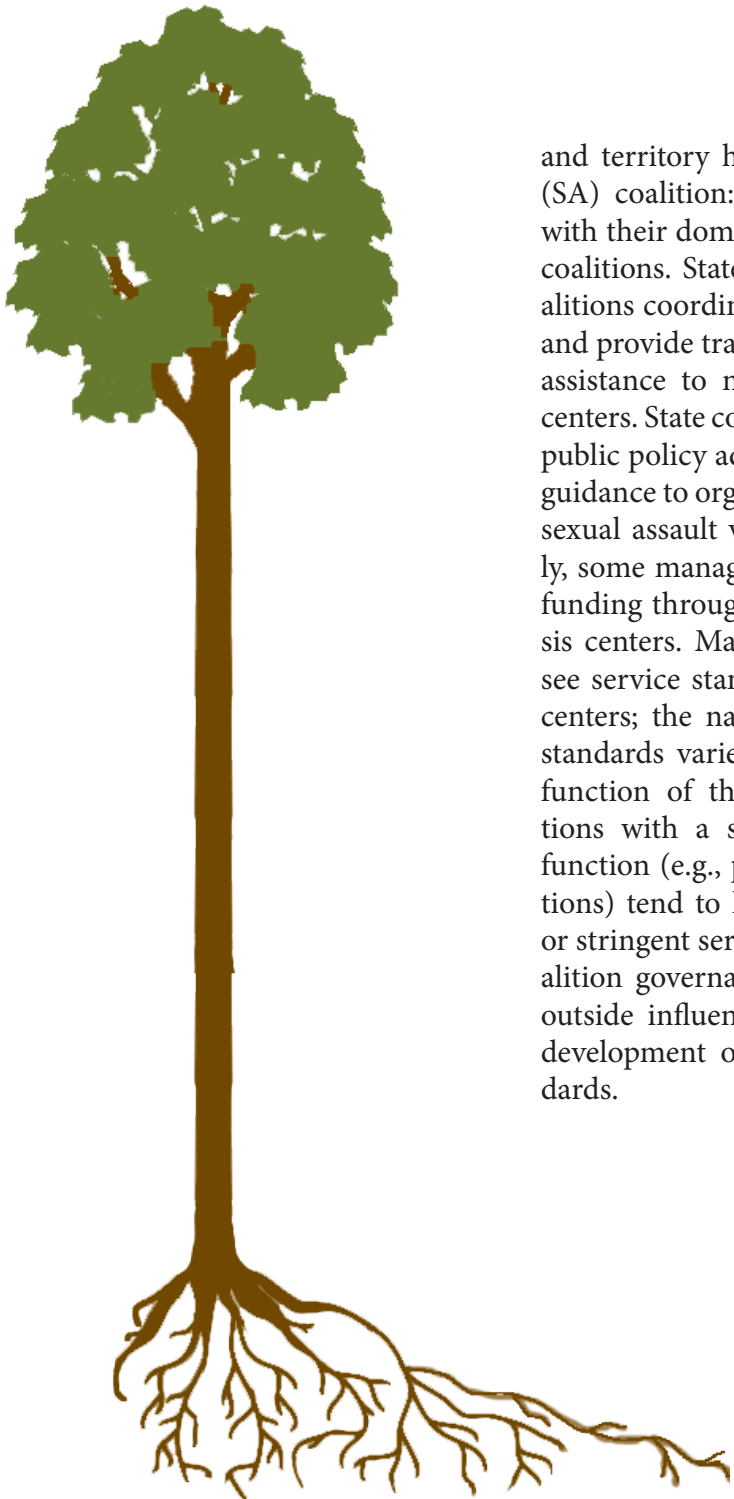 and territory h
(SA) coalition:
with their dom
coalitions. State
alitions coordin
and provide tra
assistance to n
centers. State co
public policy ac
guidance to org
sexual assault v
ly, some manag
funding throug
sis centers. Ma
see service stan
centers; the na
standards varie
function of th
tions with a s
function (e.g., p
tions) tend to l
or stringent ser
alition governa
outside influen
development o
dards.